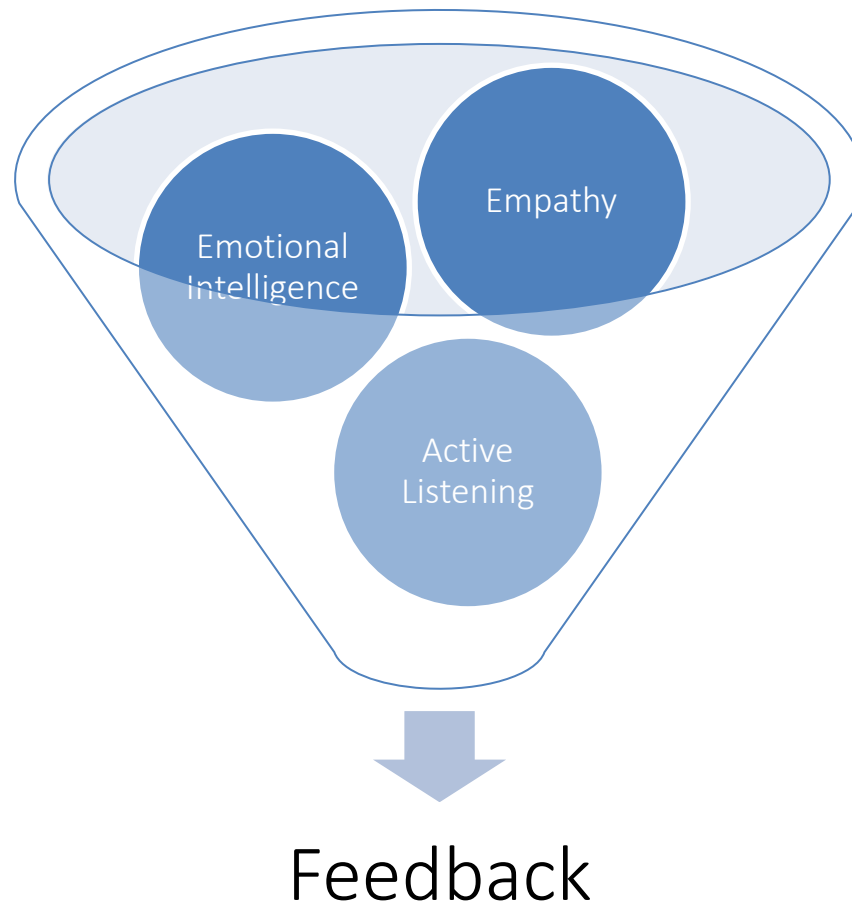 Empathy
Emotional
Intelligence
Active
Listening
Feedback